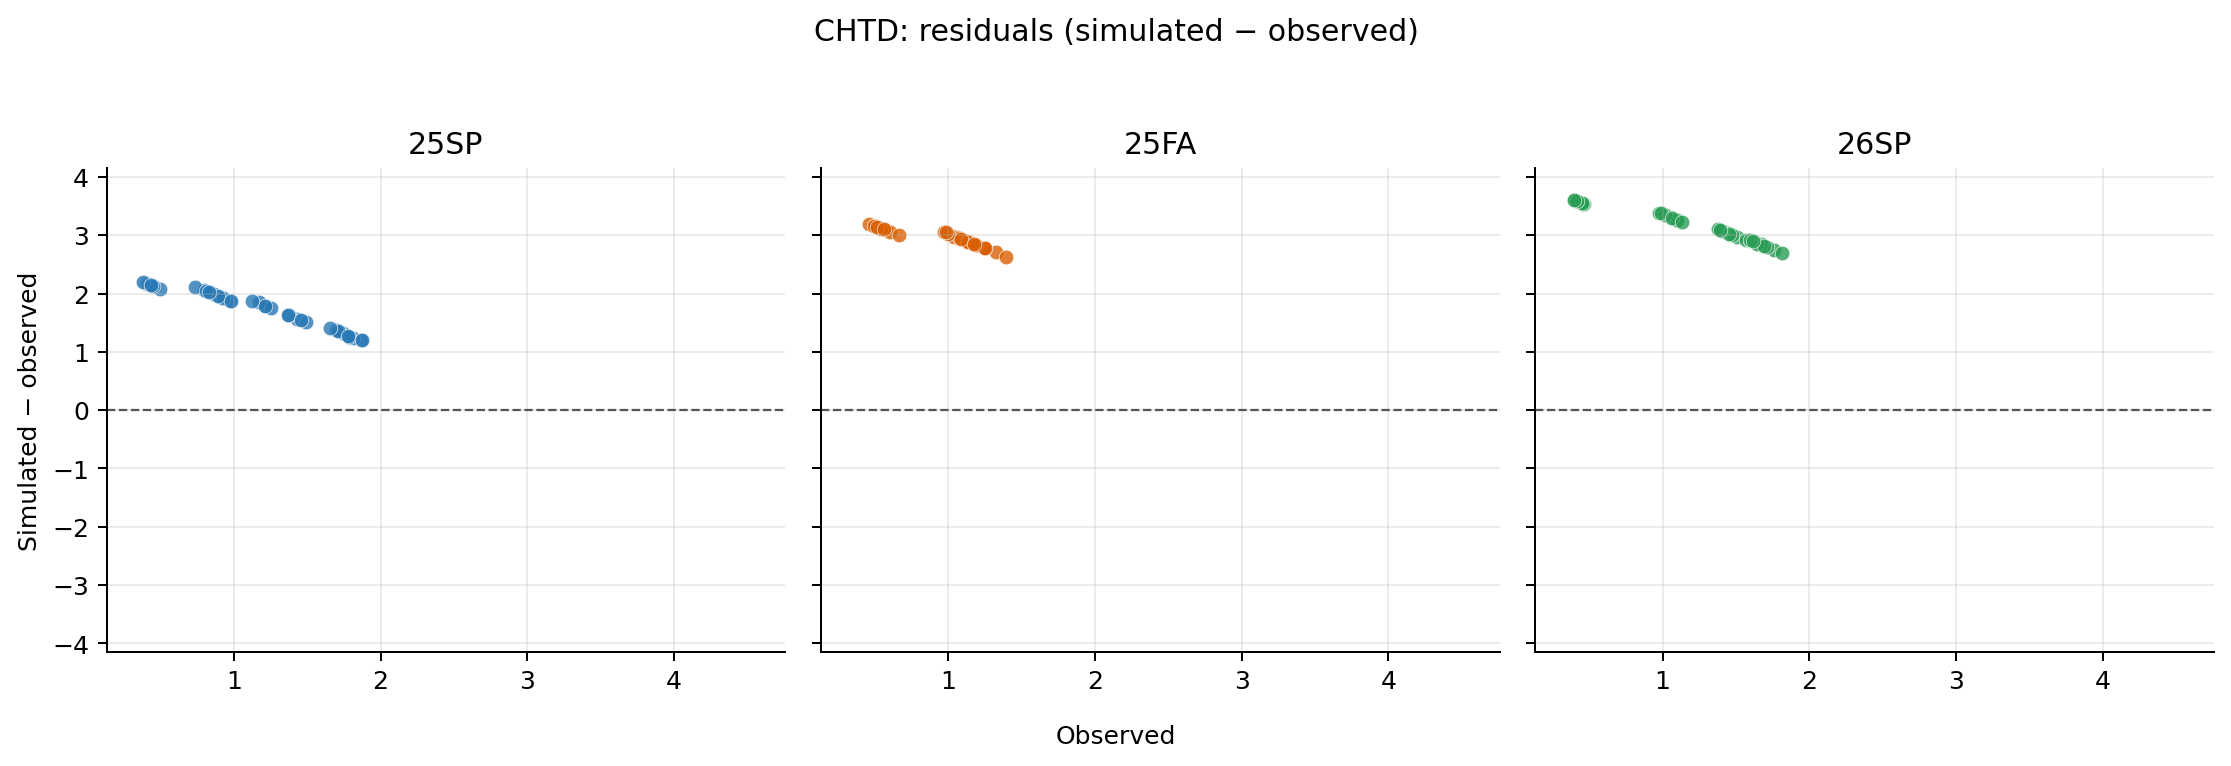 CHTD: residuals (simulated − observed)
25SP
25FA
26SP
Simulated − observed
4
3
2
1
0
−1
−2
−3
−4
1 2 3 4
1 2 3 4
1 2 3 4
Observed